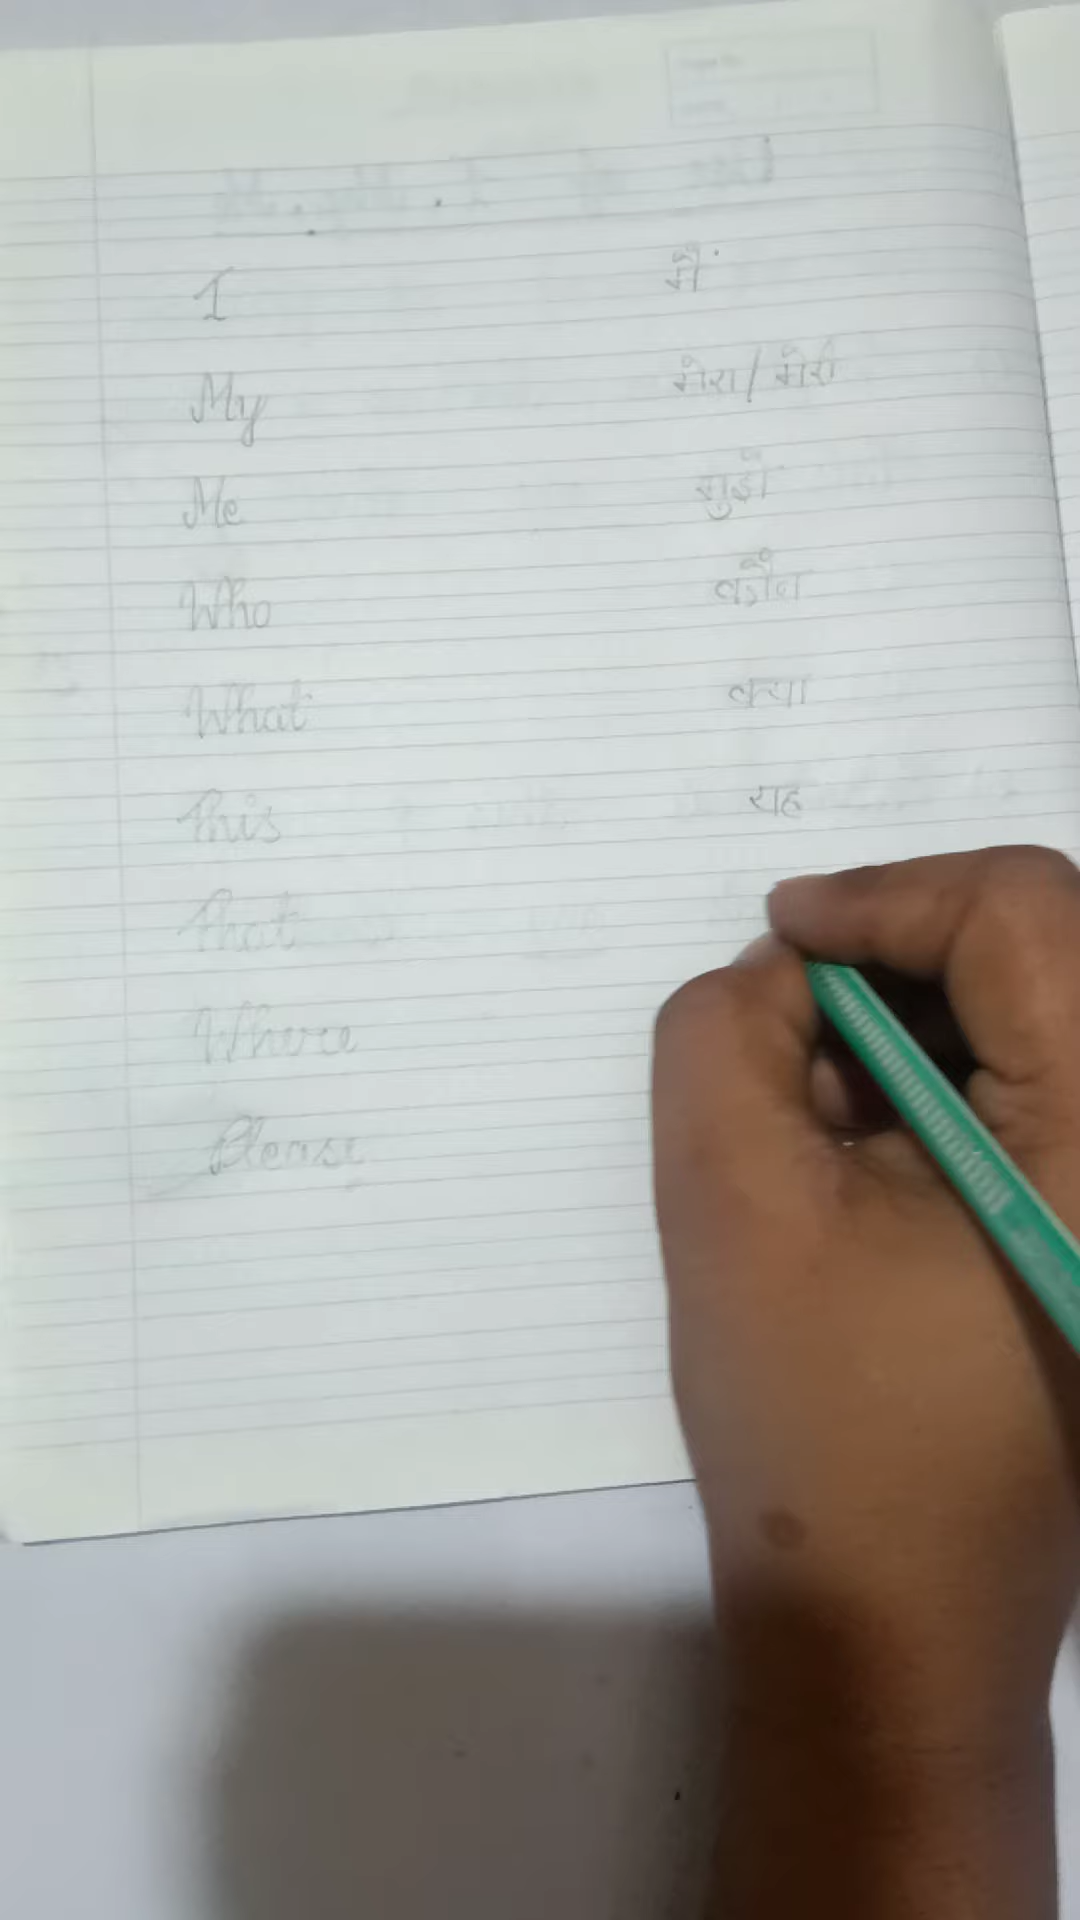 I मैं
My मेरा / मेरी
Me मुझे
Who कौन
What क्या
This यह
That
Where
Please